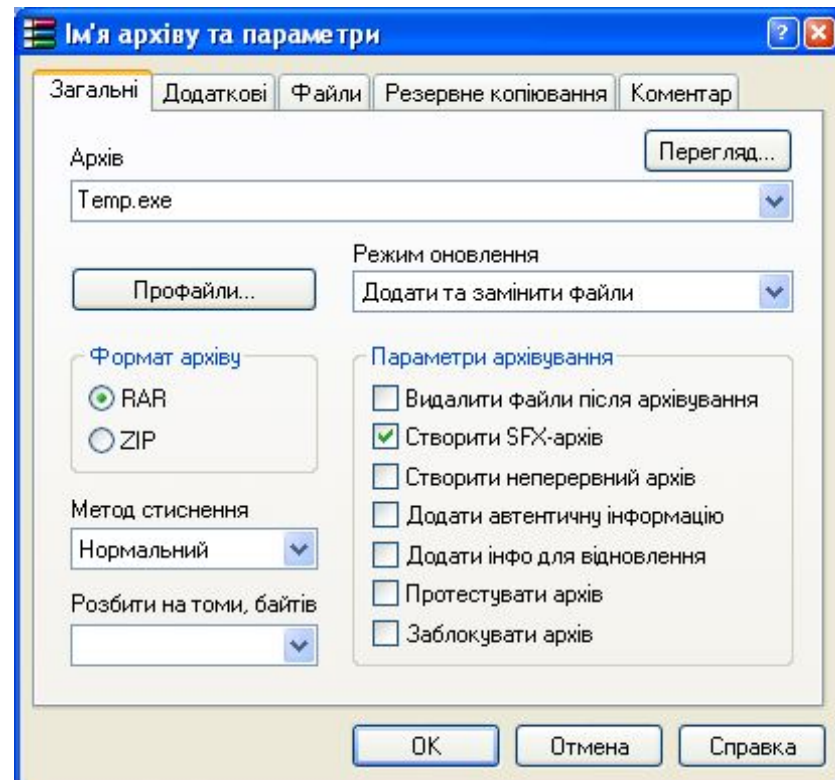 Ім'я архіву та параметри
Загальні Додаткові Файли Резервне копіювання Коментар
Архів
Перегляд...
Temp.exe
Режим оновлення
Профайли...
Додати та замінити файли
Формат архіву
RAR
ZIP
Метод стиснення
Нормальний
Розбити на томи, байтів
Параметри архівування
Видалити файли після архівування
Створити SFX-архів
Створити неперервний архів
Додати автентичну інформацію
Додати інфо для відновлення
Протестувати архів
Заблокувати архів
OK Отмена Справка